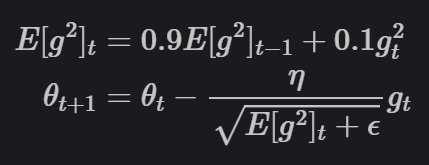 E[g²]ₜ = 0.9E[g²]ₜ₋₁ + 0.1gₜ²
θₜ₊₁ = θₜ − η / √(E[g²]ₜ + ϵ) gₜ